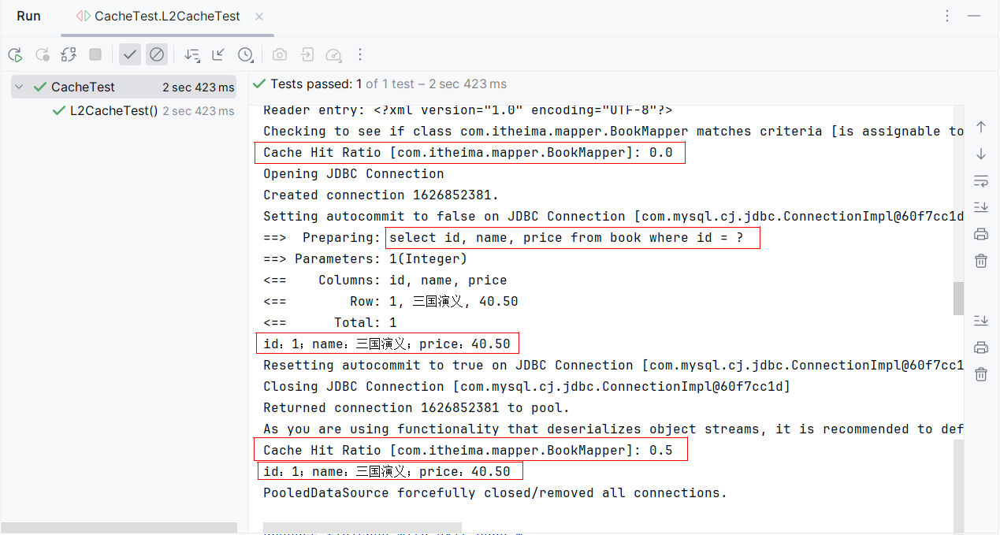 Run CacheTest.L2CacheTest
CacheTest 2 sec 423 ms
L2CacheTest() 2 sec 423 ms
Tests passed: 1 of 1 test – 2 sec 423 ms
Reader entry: <?xml version="1.0" encoding="UTF-8"?>
Checking to see if class com.itheima.mapper.BookMapper matches criteria [is assignable to
Cache Hit Ratio [com.itheima.mapper.BookMapper]: 0.0
Opening JDBC Connection
Created connection 1626852381.
Setting autocommit to false on JDBC Connection [com.mysql.cj.jdbc.ConnectionImpl@60f7cc1d
==>  Preparing: select id, name, price from book where id = ?
==> Parameters: 1(Integer)
<==    Columns: id, name, price
<==        Row: 1, 三国演义, 40.50
<==      Total: 1
id：1；name：三国演义；price：40.50
Resetting autocommit to true on JDBC Connection [com.mysql.cj.jdbc.ConnectionImpl@60f7cc1
Closing JDBC Connection [com.mysql.cj.jdbc.ConnectionImpl@60f7cc1d]
Returned connection 1626852381 to pool.
As you are using functionality that deserializes object streams, it is recommended to def
Cache Hit Ratio [com.itheima.mapper.BookMapper]: 0.5
id：1；name：三国演义；price：40.50
PooledDataSource forcefully closed/removed all connections.